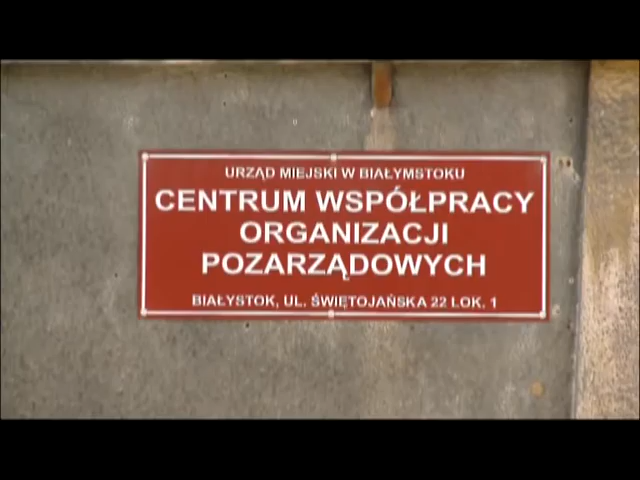 URZĄD MIEJSKI W BIAŁYMSTOKU
CENTRUM WSPÓŁPRACY
ORGANIZACJI
POZARZĄDOWYCH
BIAŁYSTOK, UL. ŚWIĘTOJAŃSKA 22 LOK. 1